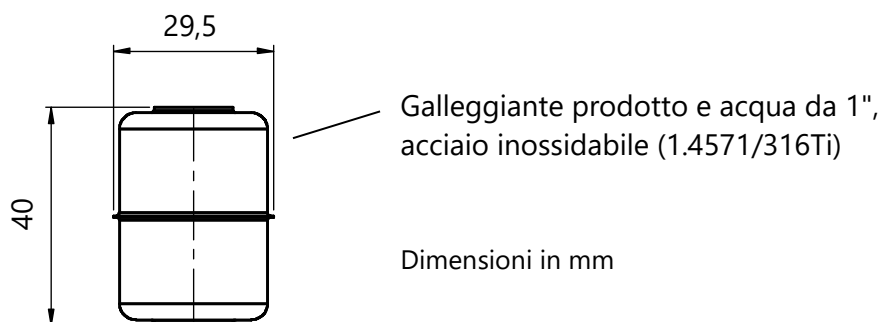 29,5
Galleggiante prodotto e acqua da 1",
acciaio inossidabile (1.4571/316Ti)
40
Dimensioni in mm